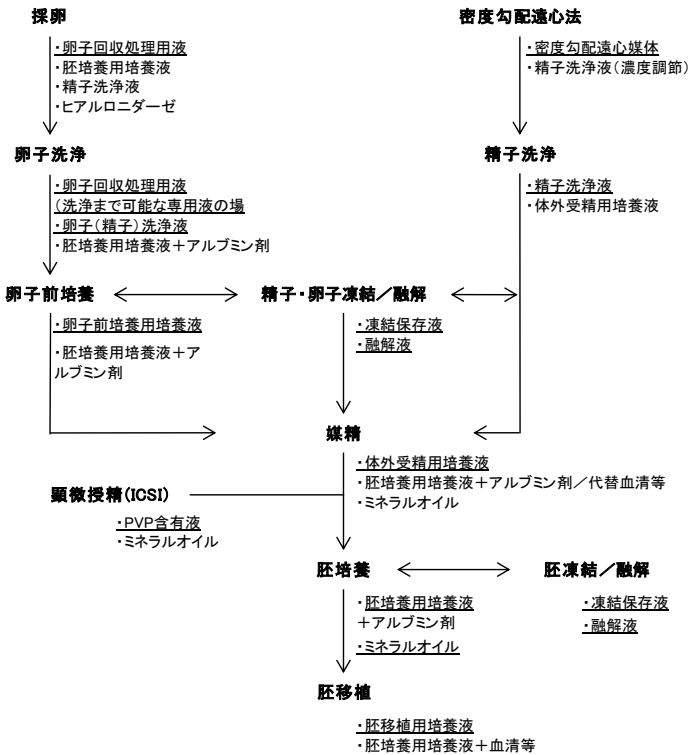 採卵
・卵子回収処理用液
・胚培養用培養液
・精子洗浄液
・ヒアルロニダーゼ
密度勾配遠心法
・密度勾配遠心媒体
・精子洗浄液(濃度調節)
卵子洗浄
・卵子回収処理用液
(洗浄まで可能な専用液の場
・卵子(精子)洗浄液
・胚培養用培養液＋アルブミン剤
精子洗浄
・精子洗浄液
・体外受精用培養液
卵子前培養
・卵子前培養用培養液
・胚培養用培養液＋ア
ルブミン剤
精子・卵子凍結／融解
・凍結保存液
・融解液
媒精
・体外受精用培養液
・胚培養用培養液＋アルブミン剤／代替血清等
・ミネラルオイル
顕微授精(ICSI)
・PVP含有液
・ミネラルオイル
胚培養
・胚培養用培養液
＋アルブミン剤
・ミネラルオイル
胚凍結／融解
・凍結保存液
・融解液
胚移植
・胚移植用培養液
・胚培養用培養液＋血清等